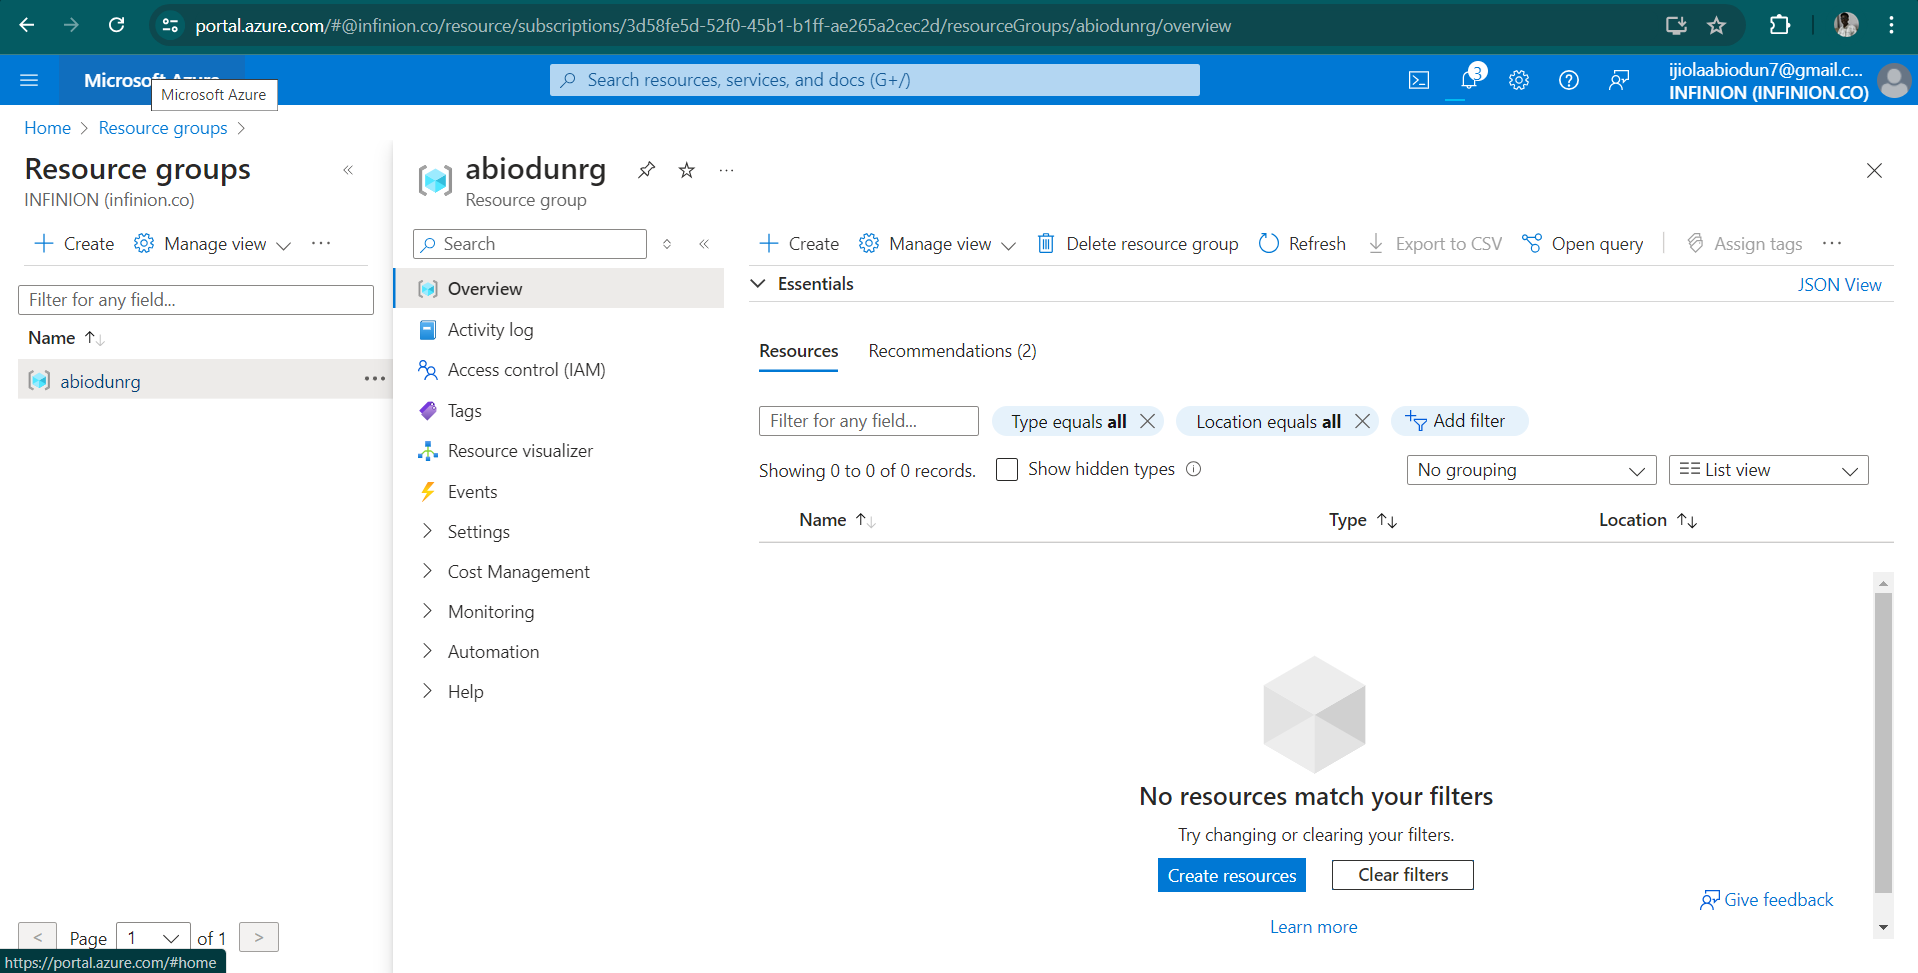 portal.azure.com/#@infinion.co/resource/subscriptions/3d58fe5d-52f0-45b1-b1ff-ae265a2cec2d/resourceGroups/abiodunrg/overview
Microsoft Azure
Search resources, services, and docs (G+/)
3
ijiolaabiodun7@gmail.c...
INFINION (INFINION.CO)
Microsoft Azure
Home > Resource groups >
Resource groups
INFINION (infinion.co)
Create Manage view ...
Filter for any field...
Name
abiodunrg ...
< Page 1 of 1 >
https://portal.azure.com/#home
abiodunrg ...
Resource group
Search
Overview
Activity log
Access control (IAM)
Tags
Resource visualizer
Events
Settings
Cost Management
Monitoring
Automation
Help
Create Manage view Delete resource group Refresh Export to CSV Open query Assign tags ...
Essentials JSON View
Resources Recommendations (2)
Filter for any field... Type equals all Location equals all Add filter
Showing 0 to 0 of 0 records. Show hidden types No grouping List view
Name Type Location
No resources match your filters
Try changing or clearing your filters.
Create resources Clear filters
Give feedback
Learn more